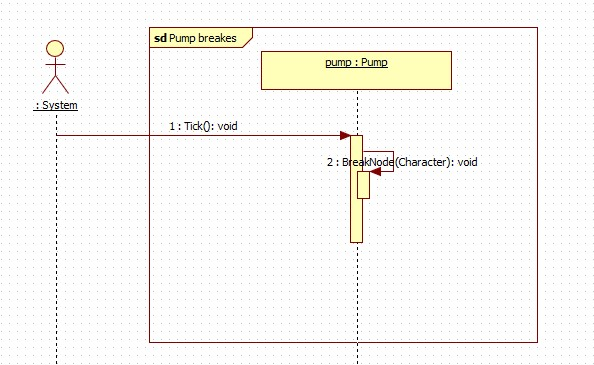 sd Pump breakes
pump : Pump
: System
1 : Tick(): void
2 : BreakNode(Character): void